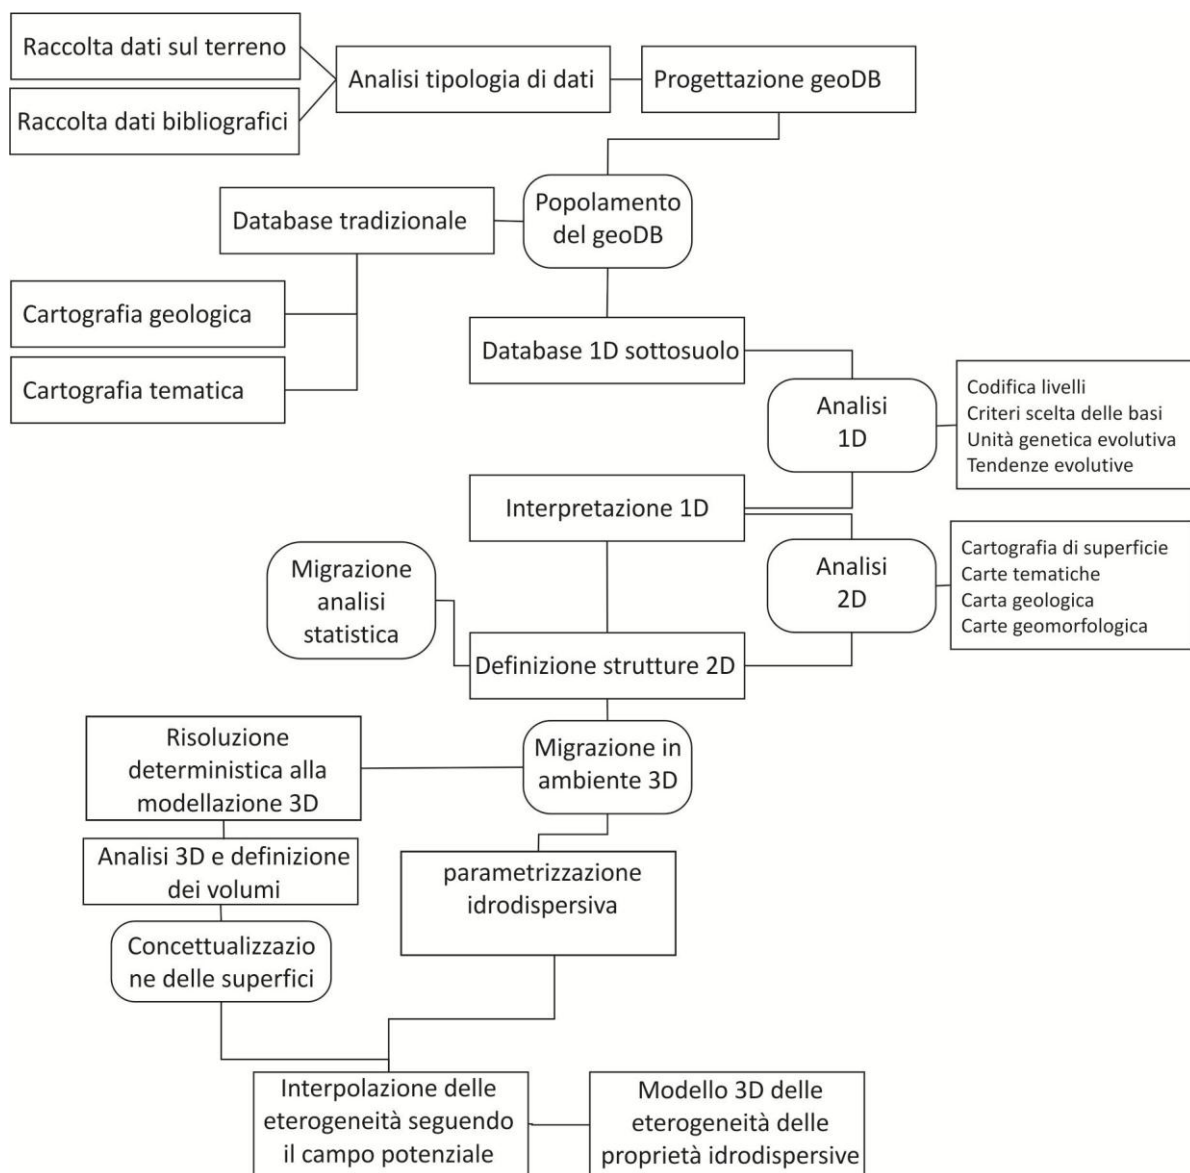 Raccolta dati sul terreno
Raccolta dati bibliografici
Analisi tipologia di dati
Progettazione geoDB
Popolamento
del geoDB
Database tradizionale
Cartografia geologica
Cartografia tematica
Database 1D sottosuolo
Analisi
1D
Codifica livelli
Criteri scelta delle basi
Unità genetica evolutiva
Tendenze evolutive
Interpretazione 1D
Analisi
2D
Cartografia di superficie
Carte tematiche
Carta geologica
Carte geomorfologica
Migrazione
analisi
statistica
Definizione strutture 2D
Migrazione in
ambiente 3D
Risoluzione
deterministica alla
modellazione 3D
Analisi 3D e definizione
dei volumi
Concettualizzazio
ne delle superfici
parametrizzazione
idrodispersiva
Interpolazione delle
eterogeneità seguendo
il campo potenziale
Modello 3D delle
eterogeneità delle
proprietà idrodispersive